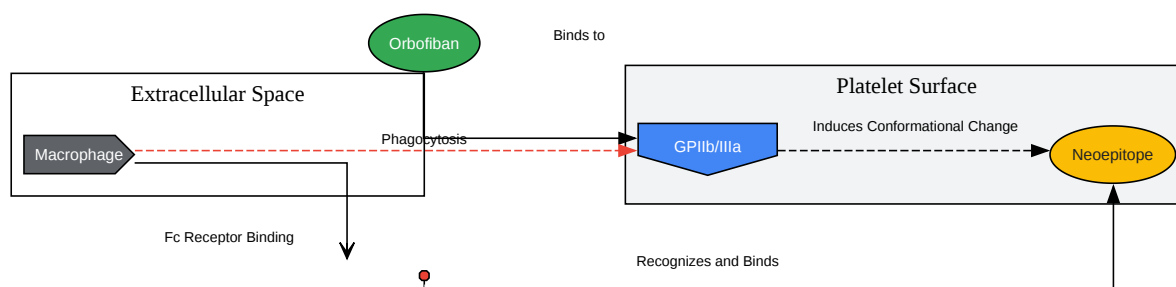 Orbofiban
Binds to
Extracellular Space
Platelet Surface
Induces Conformational Change
Phagocytosis
Macrophage
GPIIb/IIIa
Neoepitope
Fc Receptor Binding
Recognizes and Binds